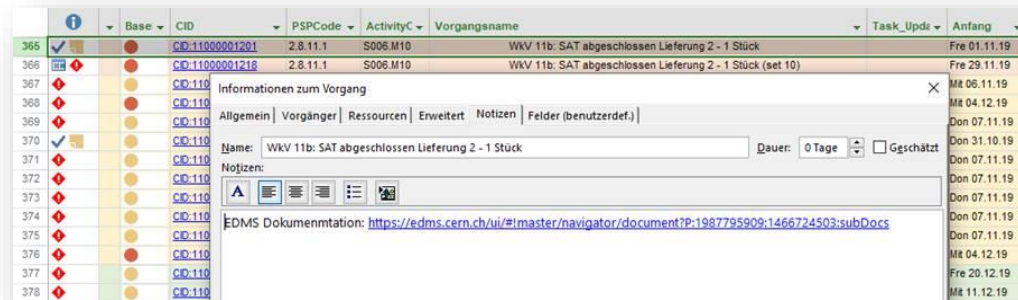 Base CID PSPCode ActivityC Vorgangsname Task_Upda Anfang
365 CID:11000001201 2.8.11.1 S006.M10 WkV 11b: SAT abgeschlossen Lieferung 2 - 1 Stück Fre 01.11.19
366 CID:11000001218 2.8.11.1 S006.M10 WkV 11b: SAT abgeschlossen Lieferung 2 - 1 Stück (set 10) Fre 29.11.19
367 CID:110 Mit 06.11.19
368 CID:110 Mit 04.12.19
369 CID:110 Don 07.11.19
370 CID:110 Don 31.10.19
371 CID:110 Don 07.11.19
372 CID:110 Don 07.11.19
373 CID:110 Don 07.11.19
374 CID:110 Don 07.11.19
375 CID:110 Don 07.11.19
376 CID:110 Mit 04.12.19
377 CID:110 Fre 20.12.19
378 CID:110 Mit 11.12.19
Informationen zum Vorgang
Allgemein Vorgänger Ressourcen Erweitert Notizen Felder (benutzerdef.)
Name: WkV 11b: SAT abgeschlossen Lieferung 2 - 1 Stück Dauer: 0 Tage Geschätzt
Notizen:
A
EDMS Dokumenmtation: https://edms.cern.ch/ui/#!master/navigator/document?P:1987795909:1466724503:subDocs